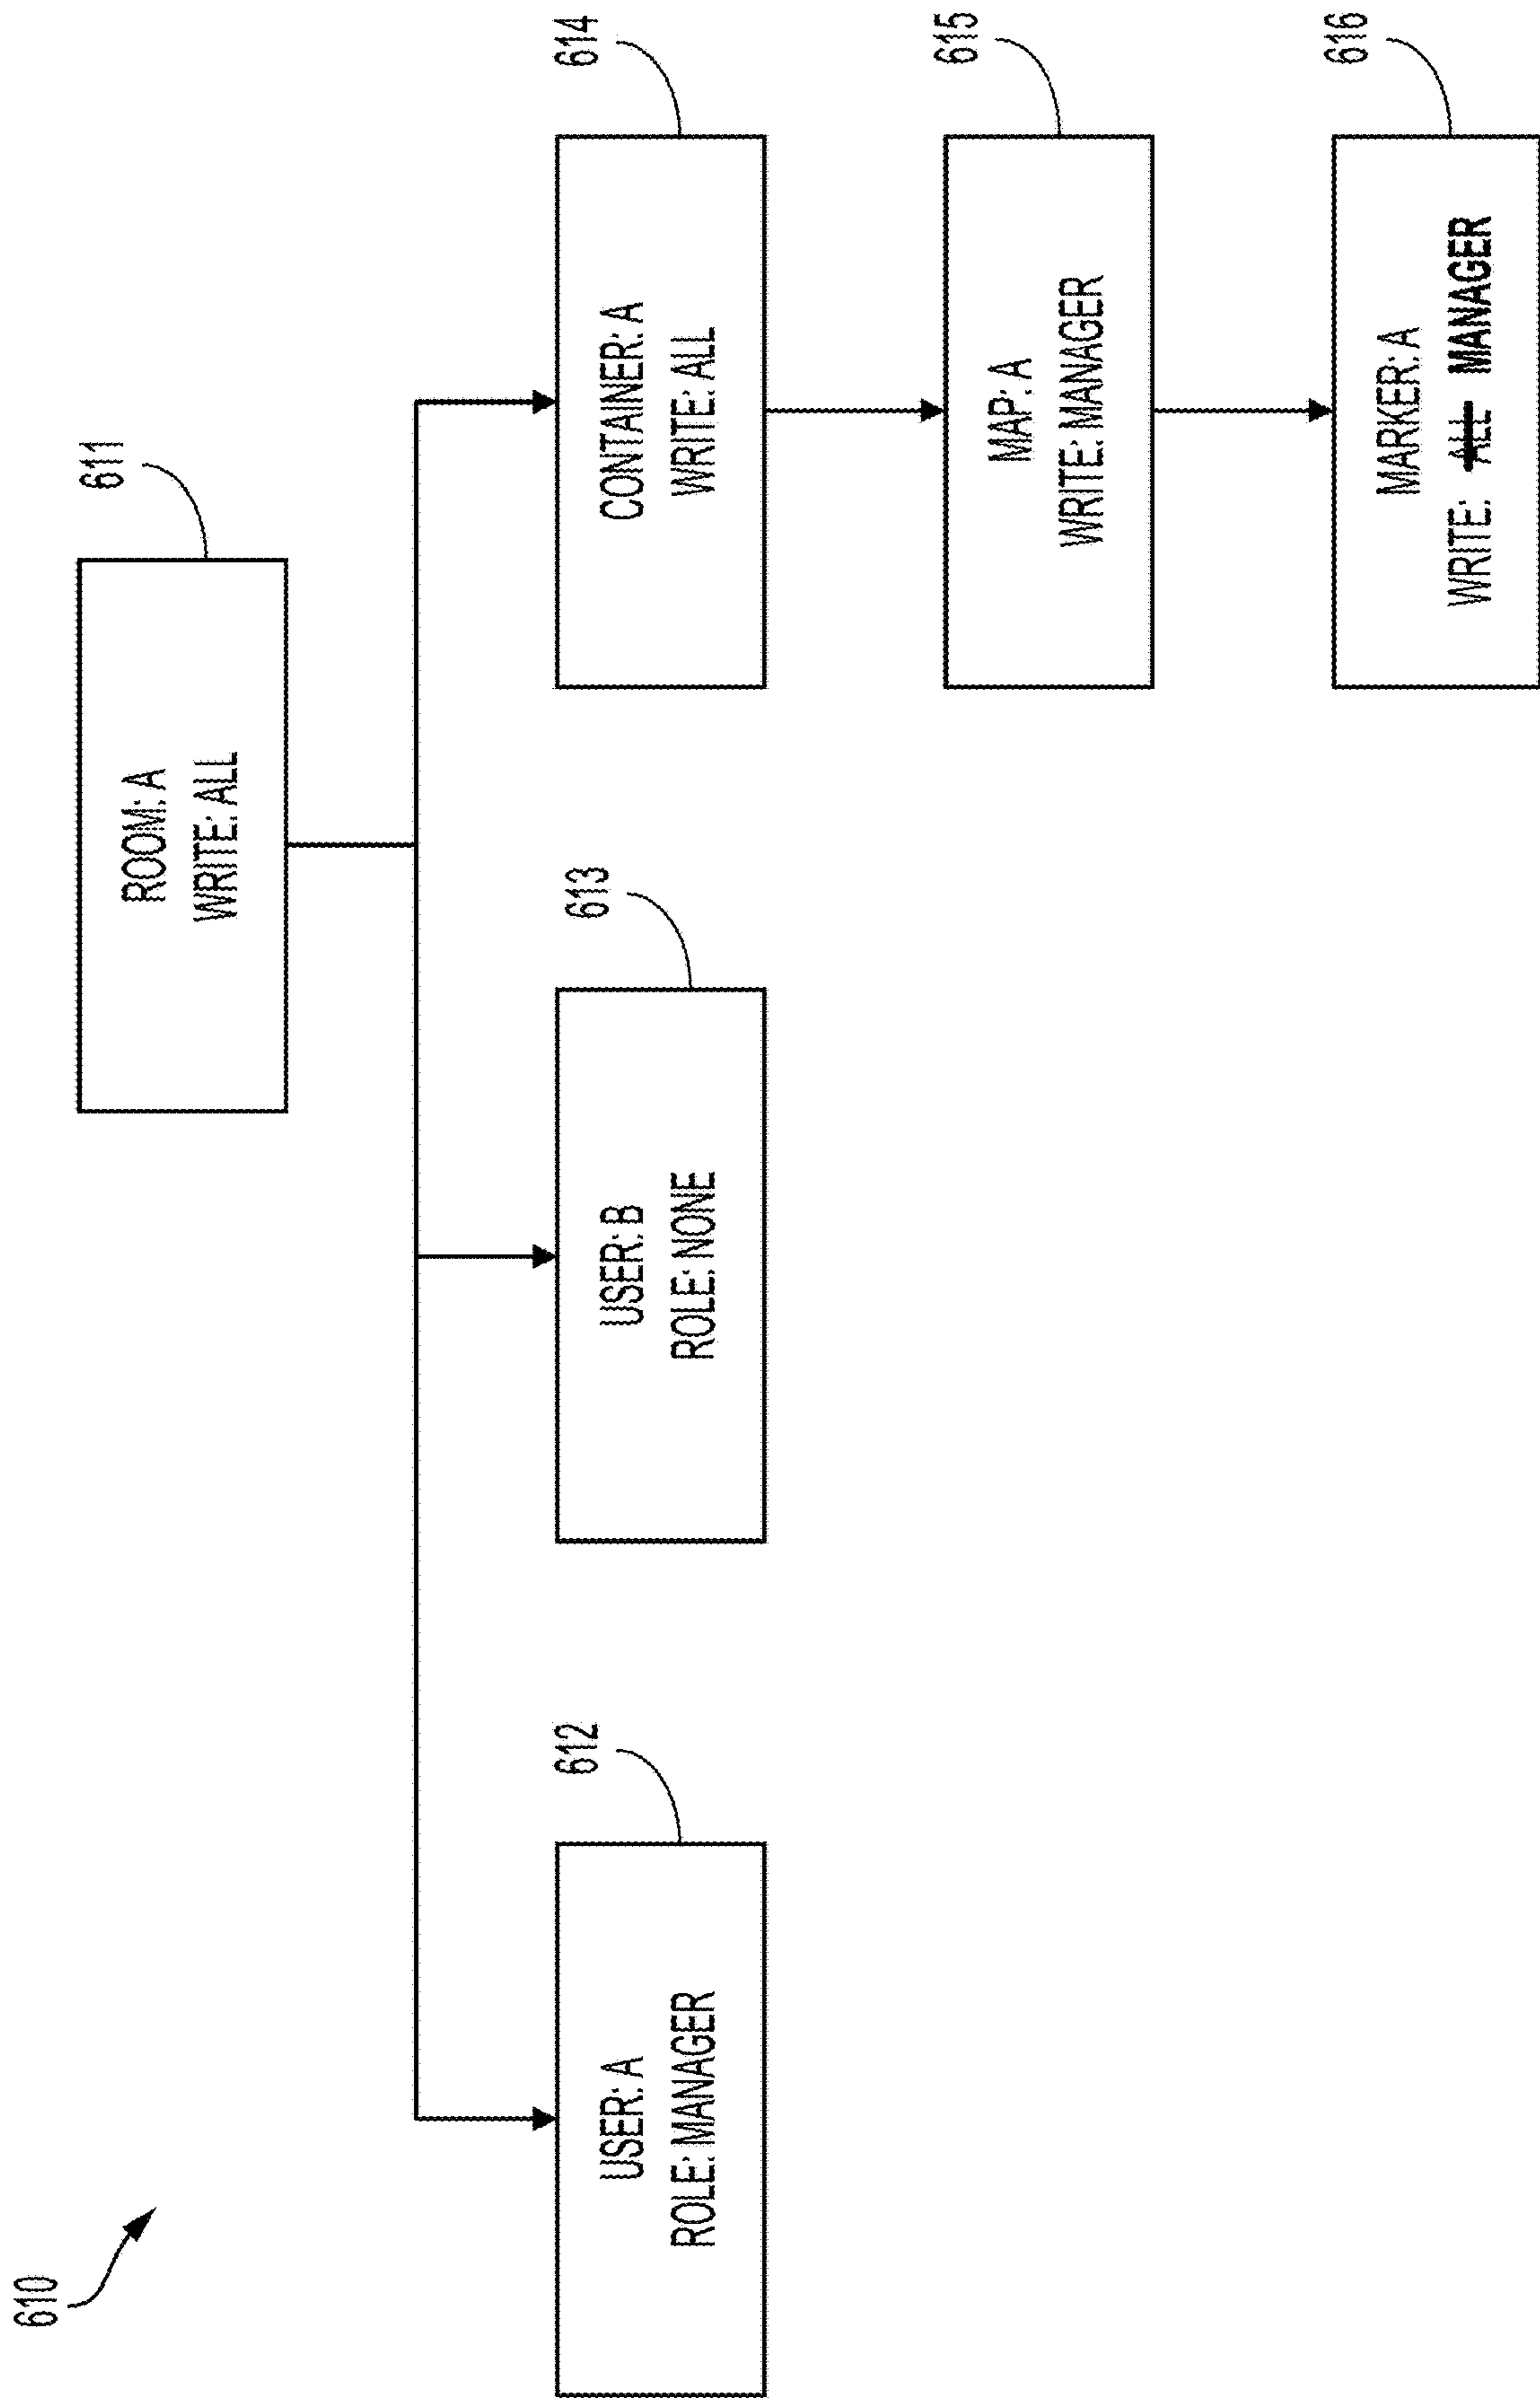 610
611
ROOM: A
WRITE: ALL
612
USER: A
ROLE: MANAGER
613
USER: B
ROLE: NONE
614
CONTAINER: A
WRITE: ALL
615
MAP: A
WRITE: MANAGER
616
MARKER: A
WRITE: ALL MANAGER